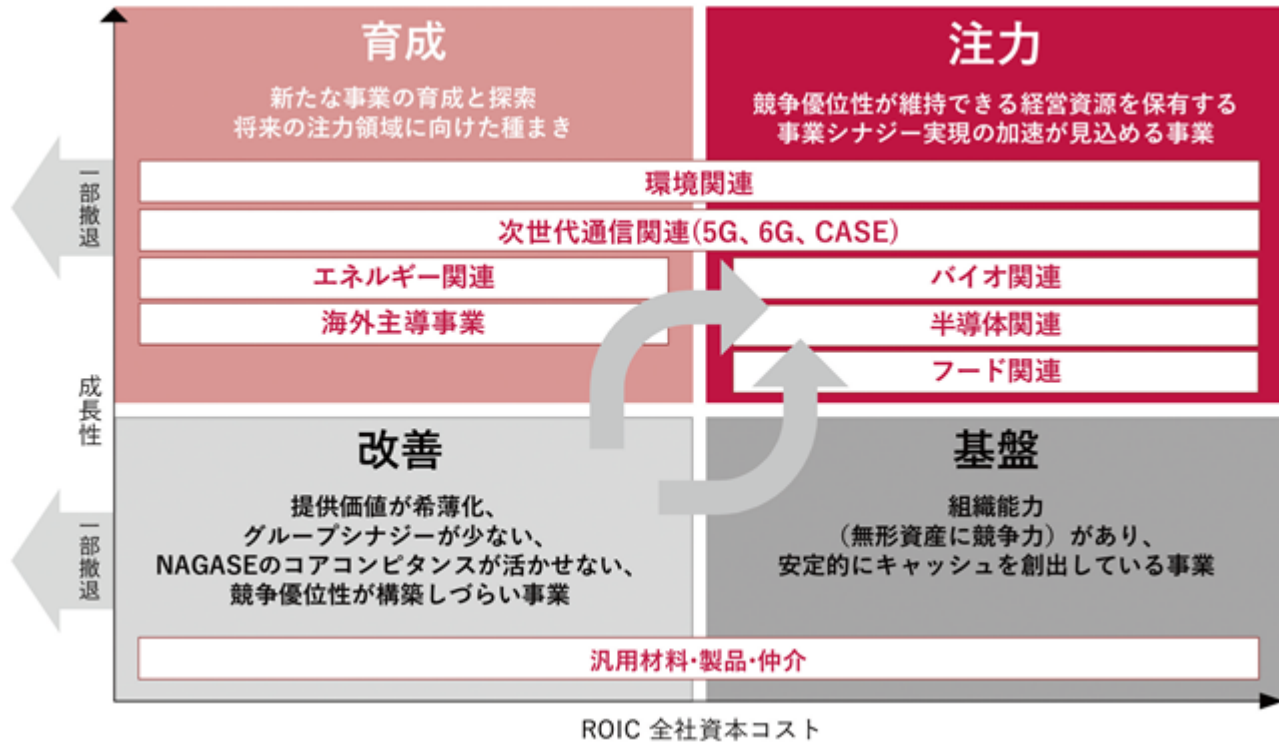 育成
新たな事業の育成と探索
将来の注力領域に向けた種まき
注力
競争優位性が維持できる経営資源を保有する
事業シナジー実現の加速が見込める事業
環境関連
次世代通信関連(5G、6G、CASE)
エネルギー関連
海外主導事業
バイオ関連
半導体関連
フード関連
一部撤退
成長性
改善
提供価値が希薄化、
グループシナジーが少ない、
NAGASEのコアコンピタンスが活かせない、
競争優位性が構築しづらい事業
基盤
組織能力
（無形資産に競争力）があり、
安定的にキャッシュを創出している事業
一部撤退
汎用材料・製品・仲介
ROIC 全社資本コスト